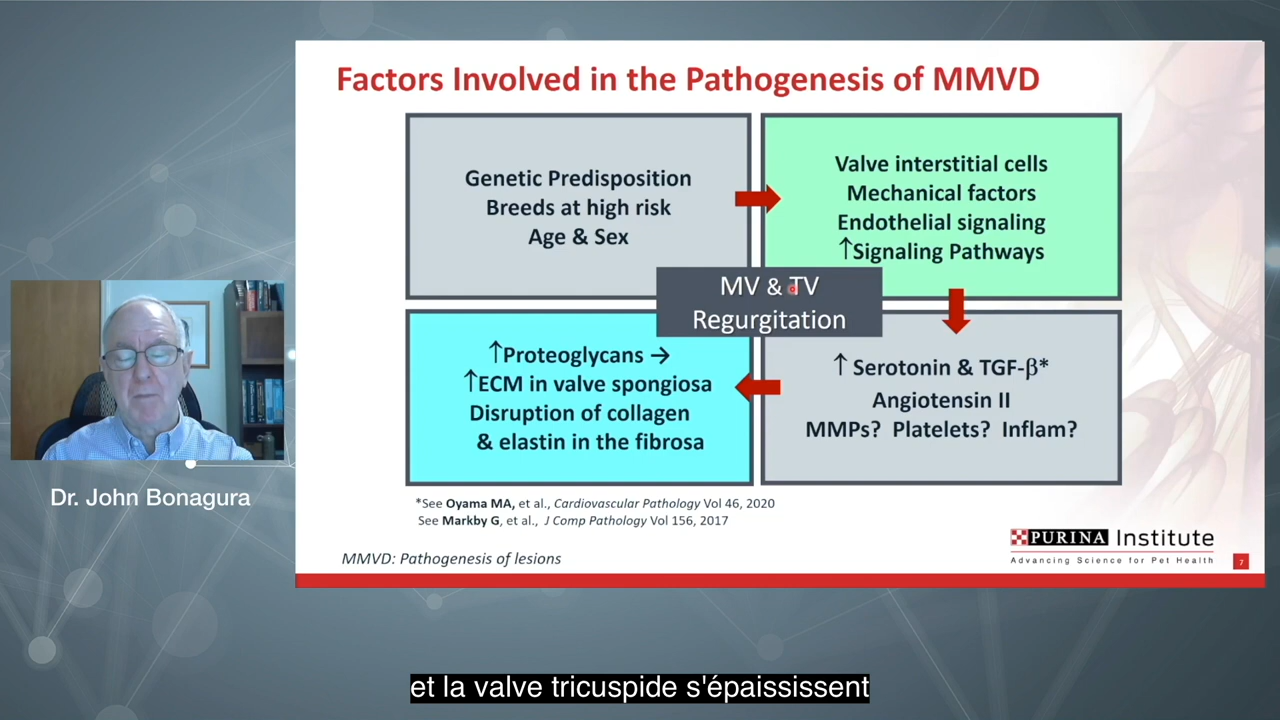 Factors Involved in the Pathogenesis of MMVD
Genetic Predisposition
Breeds at high risk
Age & Sex
Valve interstitial cells
Mechanical factors
Endothelial signaling
↑Signaling Pathways
MV & TV
Regurgitation
↑Proteoglycans →
↑ECM in valve spongiosa
Disruption of collagen
& elastin in the fibrosa
↑ Serotonin & TGF-β*
Angiotensin II
MMPs? Platelets? Inflam?
*See Oyama MA, et al., Cardiovascular Pathology Vol 46, 2020
See Markby G, et al., J Comp Pathology Vol 156, 2017
MMVD: Pathogenesis of lesions
PURINA Institute
Advancing Science for Pet Health
7
Dr. John Bonagura
et la valve tricuspide s'épaississent